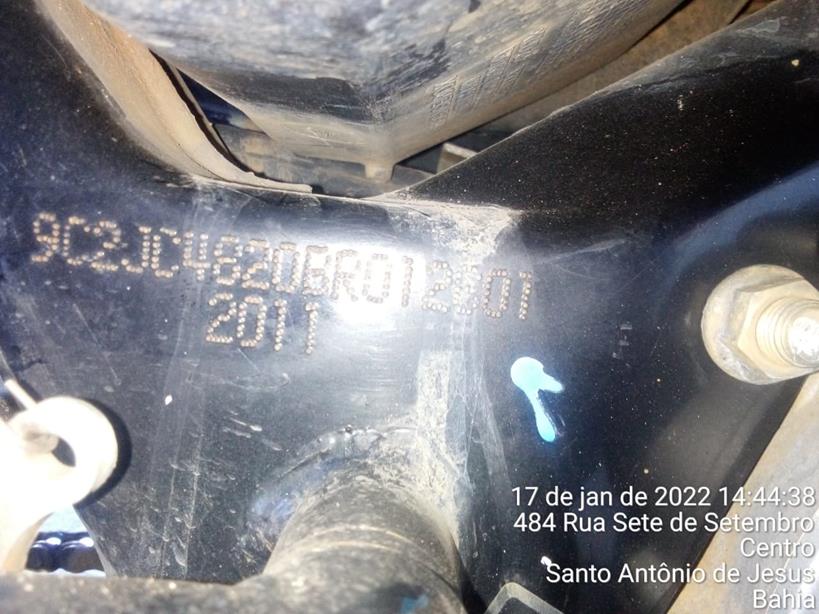 9C2JC4820BR012601
2011
17 de jan de 2022 14:44:38
484 Rua Sete de Setembro
Centro
Santo Antônio de Jesus
Bahia